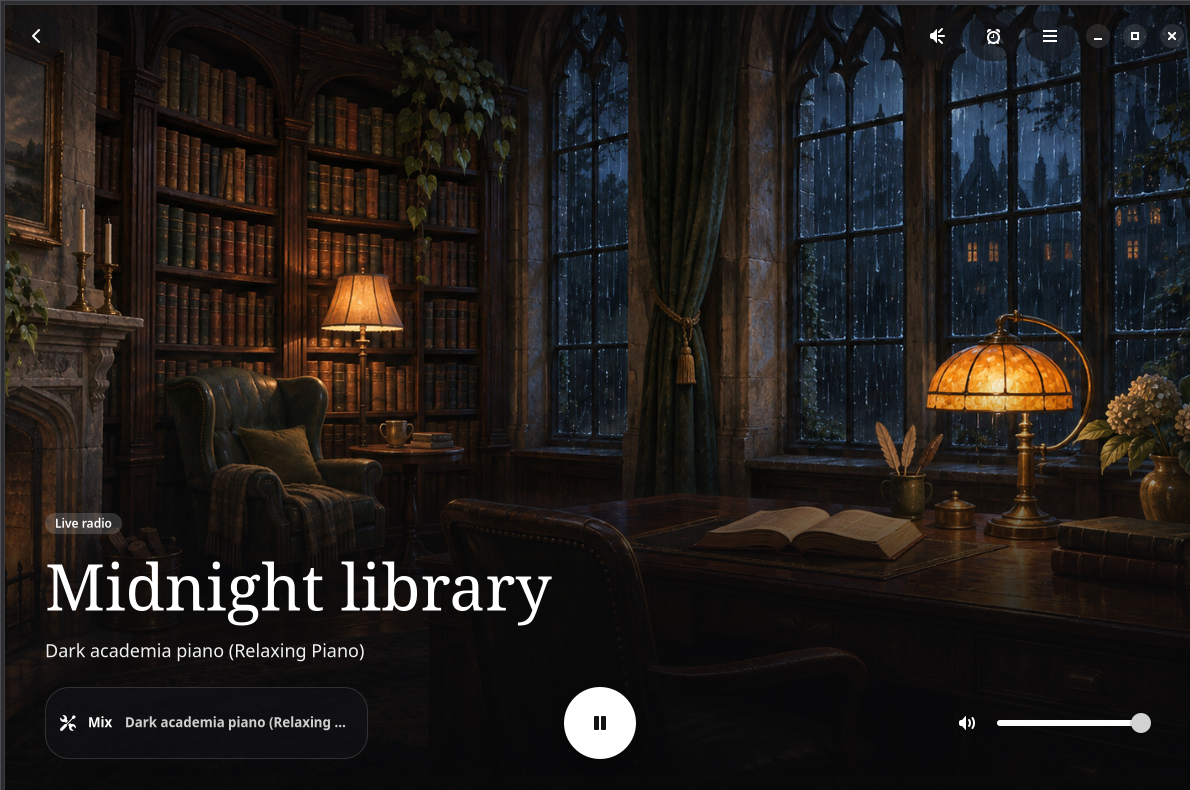 Live radio
Midnight library
Dark academia piano (Relaxing Piano)
Mix Dark academia piano (Relaxing ...